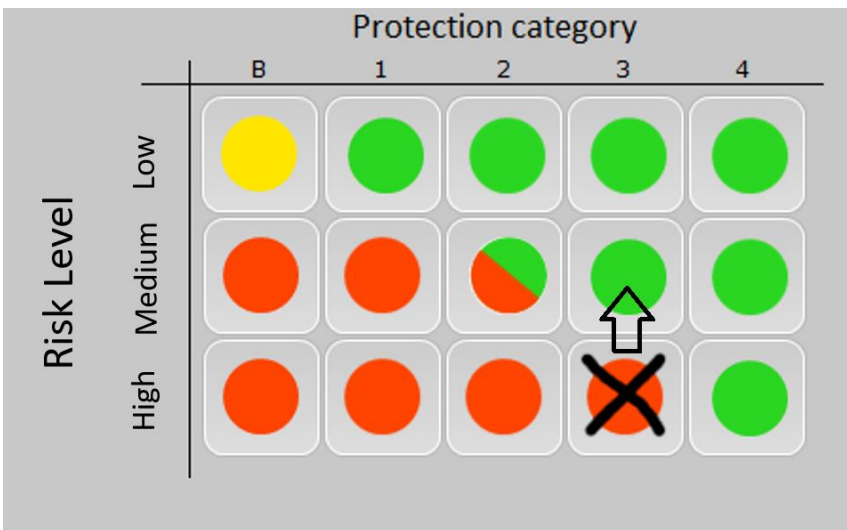 Protection category
B 1 2 3 4
Risk Level
Low
Medium
High